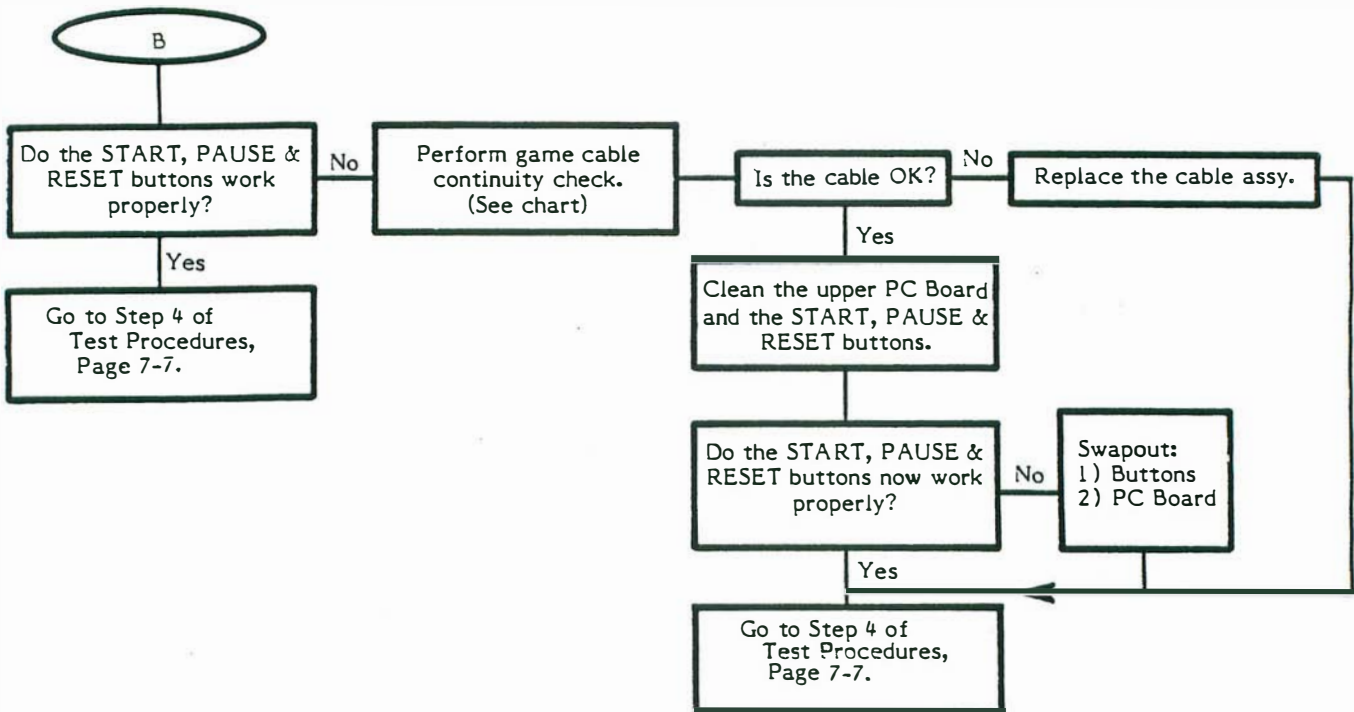 B
Do the START, PAUSE &
RESET buttons work
properly?
No
Perform game cable
continuity check.
(See chart)
Is the cable OK?
No
Replace the cable assy.
Yes
Go to Step 4 of
Test Procedures,
Page 7-7.
Yes
Clean the upper PC Board
and the START, PAUSE &
RESET buttons.
Do the START, PAUSE &
RESET buttons now work
properly?
No
Swapout:
1) Buttons
2) PC Board
Yes
Go to Step 4 of
Test Procedures,
Page 7-7.